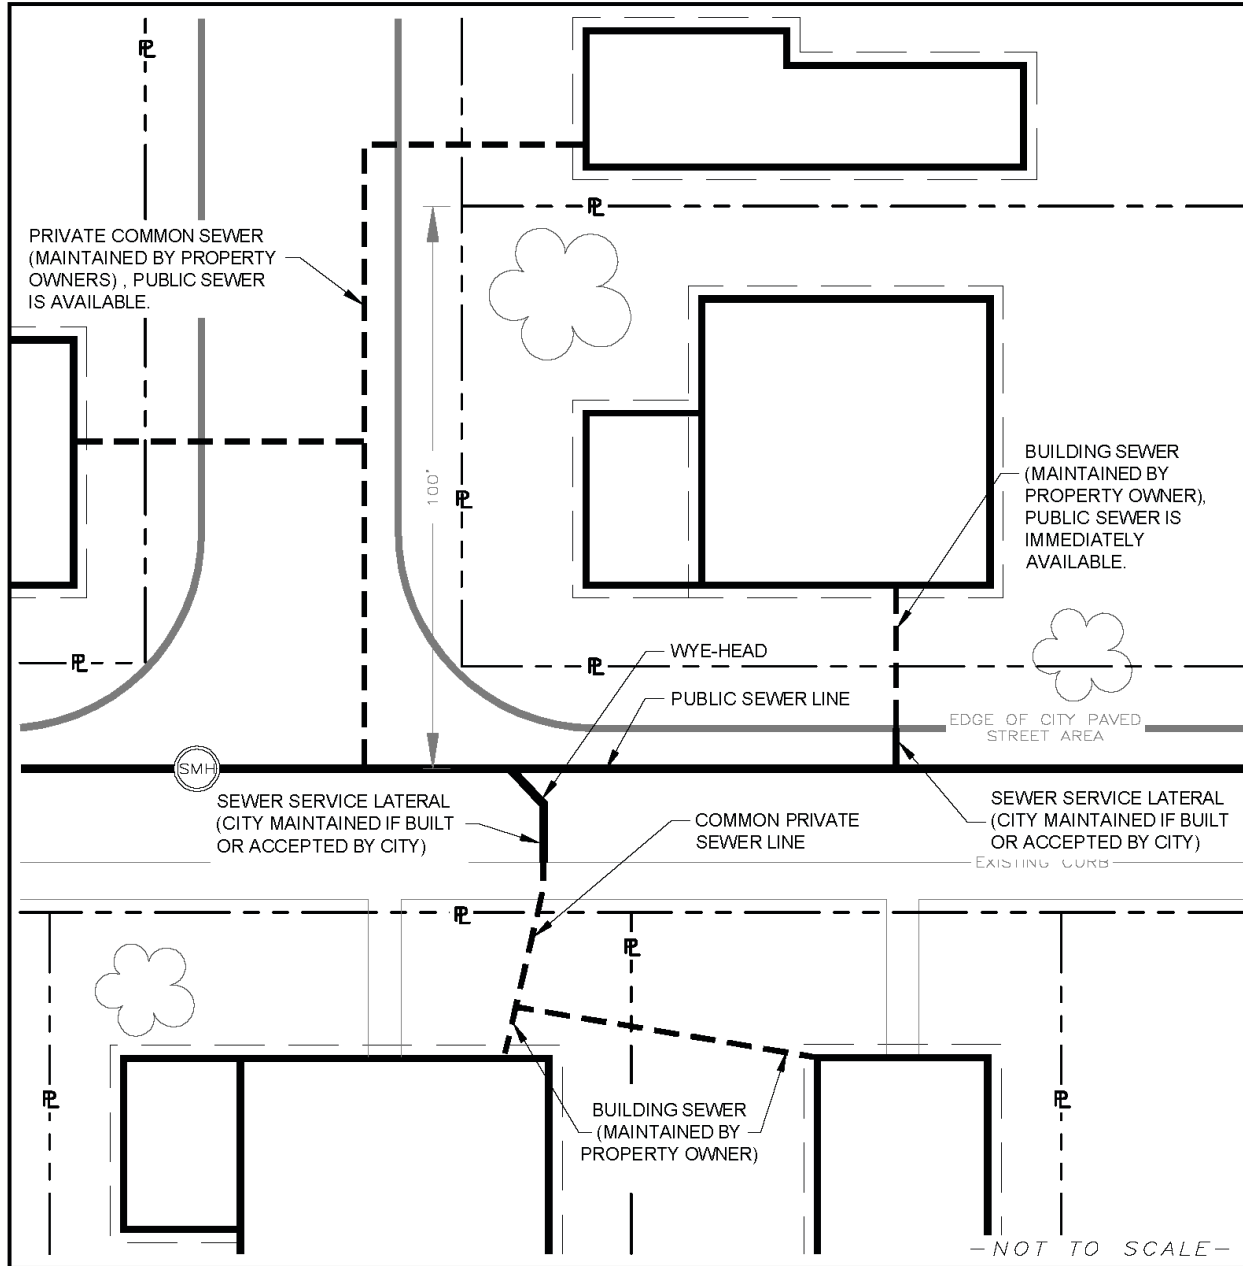 PL
PL
PRIVATE COMMON SEWER
(MAINTAINED BY PROPERTY
OWNERS) , PUBLIC SEWER
IS AVAILABLE.
100'
PL
BUILDING SEWER
(MAINTAINED BY
PROPERTY OWNER),
PUBLIC SEWER IS
IMMEDIATELY
AVAILABLE.
PL
WYE-HEAD
PL
PUBLIC SEWER LINE
EDGE OF CITY PAVED
STREET AREA
SMH
SEWER SERVICE LATERAL
(CITY MAINTAINED IF BUILT
OR ACCEPTED BY CITY)
COMMON PRIVATE
SEWER LINE
SEWER SERVICE LATERAL
(CITY MAINTAINED IF BUILT
OR ACCEPTED BY CITY)
EXISTING CURB
PL
PL
PL
BUILDING SEWER
(MAINTAINED BY
PROPERTY OWNER)
PL
-NOT TO SCALE-